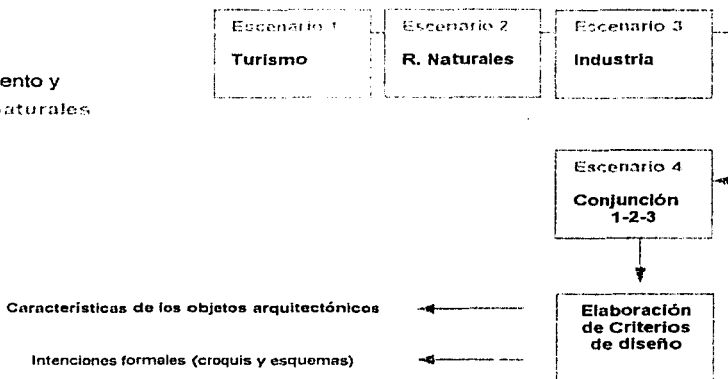 Escenario 1
Turismo
Escenario 2
R. Naturales
Escenario 3
Industria
ento y
aturales
Escenario 4
Conjunción
1-2-3
Elaboración
de Criterios
de diseño
Características de los objetos arquitectónicos
Intenciones formales (croquis y esquemas)